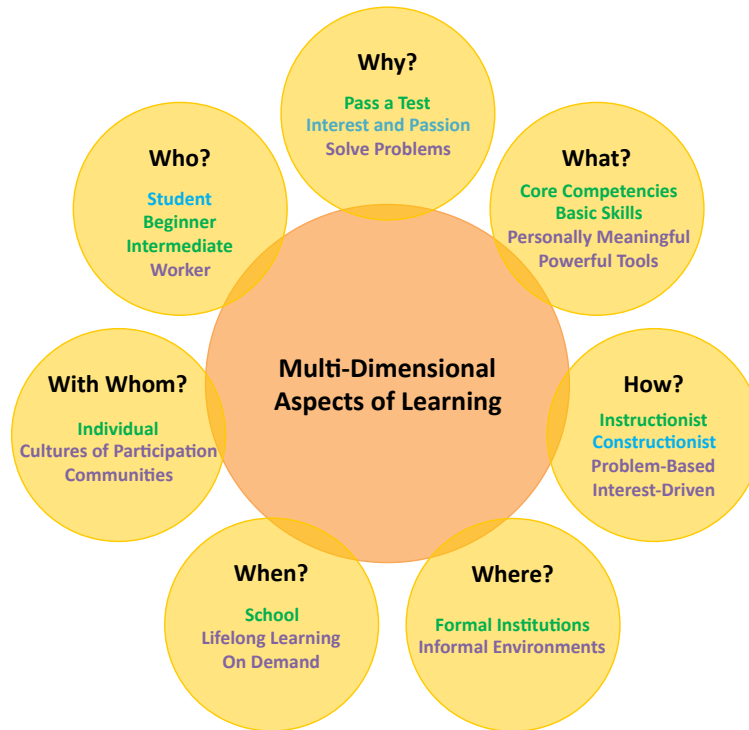 Why?
Pass a Test
Interest and Passion
Solve Problems
What?
Core Competencies
Basic Skills
Personally Meaningful
Powerful Tools
How?
Instructionist
Constructionist
Problem-Based
Interest-Driven
Where?
Formal Institutions
Informal Environments
When?
School
Lifelong Learning
On Demand
With Whom?
Individual
Cultures of Participation
Communities
Who?
Student
Beginner
Intermediate
Worker
Multi-Dimensional
Aspects of Learning